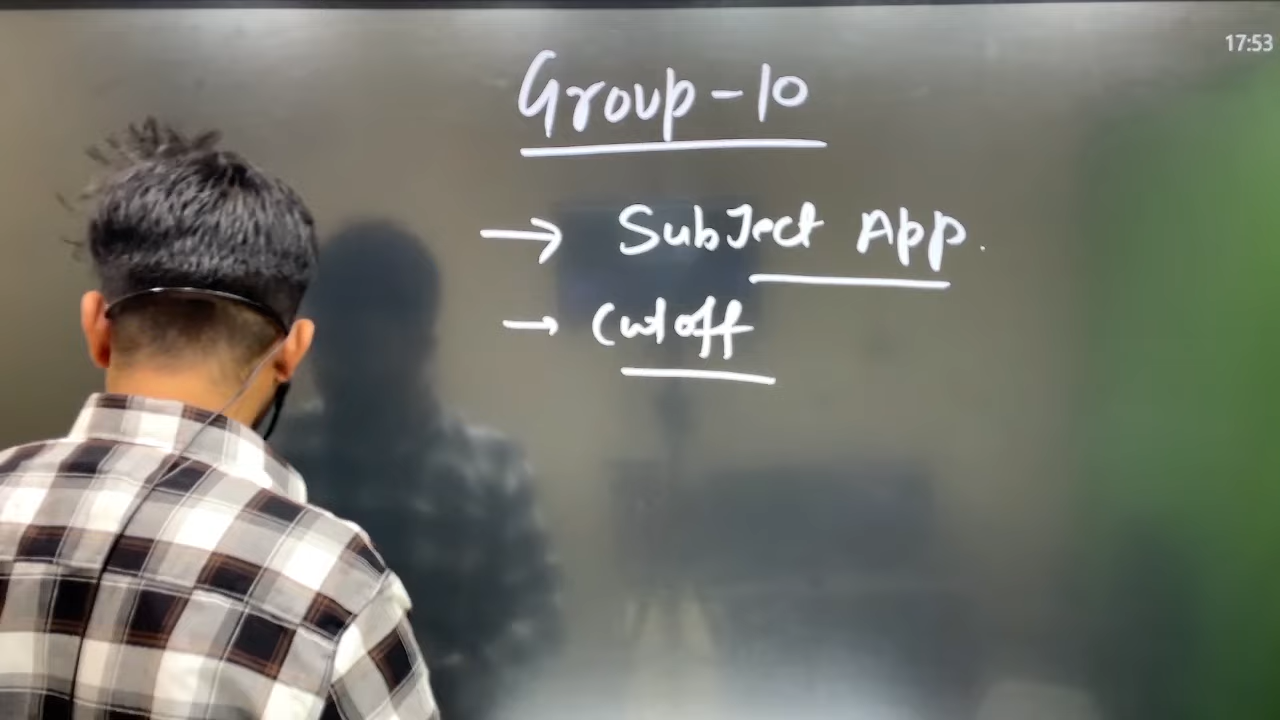 17:53
Group-10
→ Subject App.
→ Cutoff